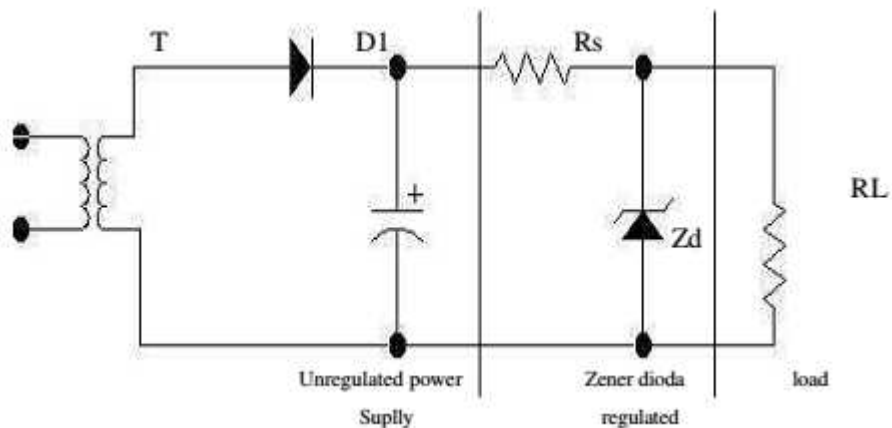 T
D1
Rs
+
RL
Zd
Unregulated power
Suplly
Zener dioda
regulated
load